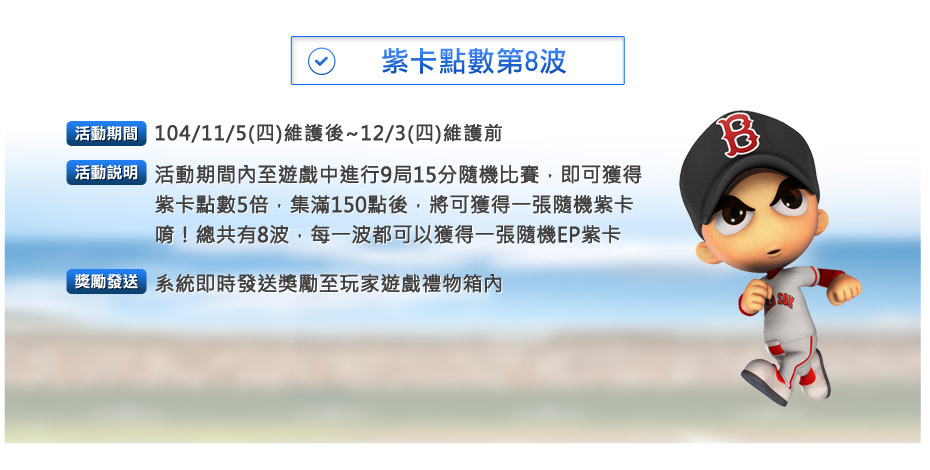 紫卡點數第8波
活動期間 104/11/5(四)維護後~12/3(四)維護前
活動説明 活動期間內至遊戲中進行9局15分隨機比賽，即可獲得
紫卡點數5倍，集滿150點後，將可獲得一張隨機紫卡
唷！總共有8波，每一波都可以獲得一張隨機EP紫卡
獎勵發送 系統即時發送獎勵至玩家遊戲禮物箱內
B
SOX